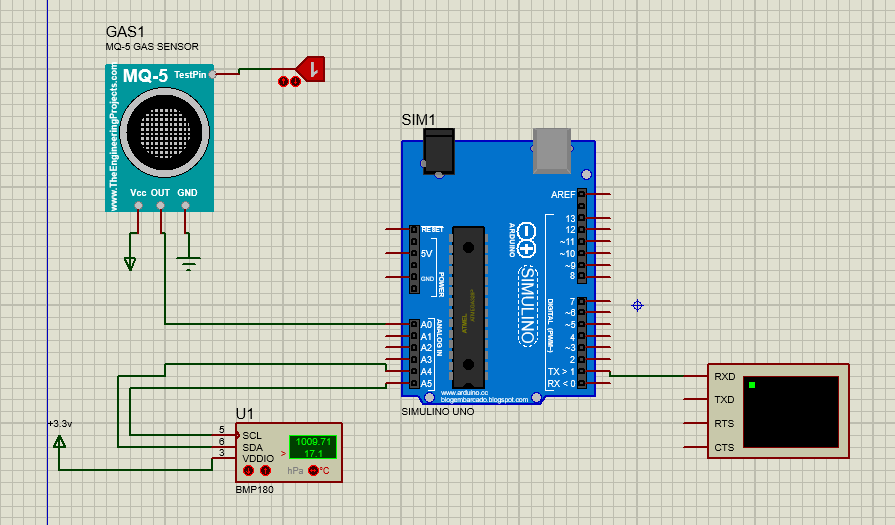 GAS1
MQ-5 GAS SENSOR
MQ-5
TestPin
1
www.TheEngineeringProjects.com
Vcc OUT GND
SIM1
AREF
RESET
13
12
~11
~10
~9
8
5V
GND
POWER
ARDUINO
SIMULINO
ATMEL
7
~6
~5
4
~3
2
TX > 1
RX < 0
DIGITAL (PWM~)
A0
A1
A2
A3
A4
A5
ANALOG IN
www.arduino.cc
blogembarcado.blogspot.com
SIMULINO UNO
RXD
TXD
RTS
CTS
+3.3v
U1
5 SCL
6 SDA
3 VDDIO
>
1009.71
17.1
hPa
°C
BMP180